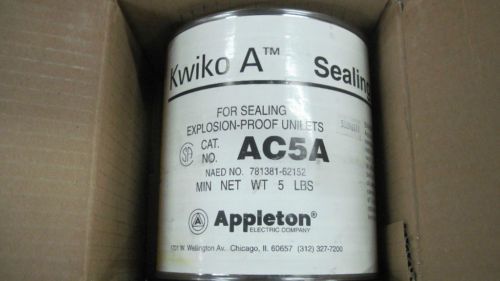 Kwiko A™ Sealing
FOR SEALING
EXPLOSION-PROOF UNILETS
CAT. NO. AC5A
NAED NO. 781381-62152
MIN NET WT 5 LBS
Appleton®
ELECTRIC COMPANY
1701 W. Wellington Av. Chicago, IL 60657 (312) 327-7200